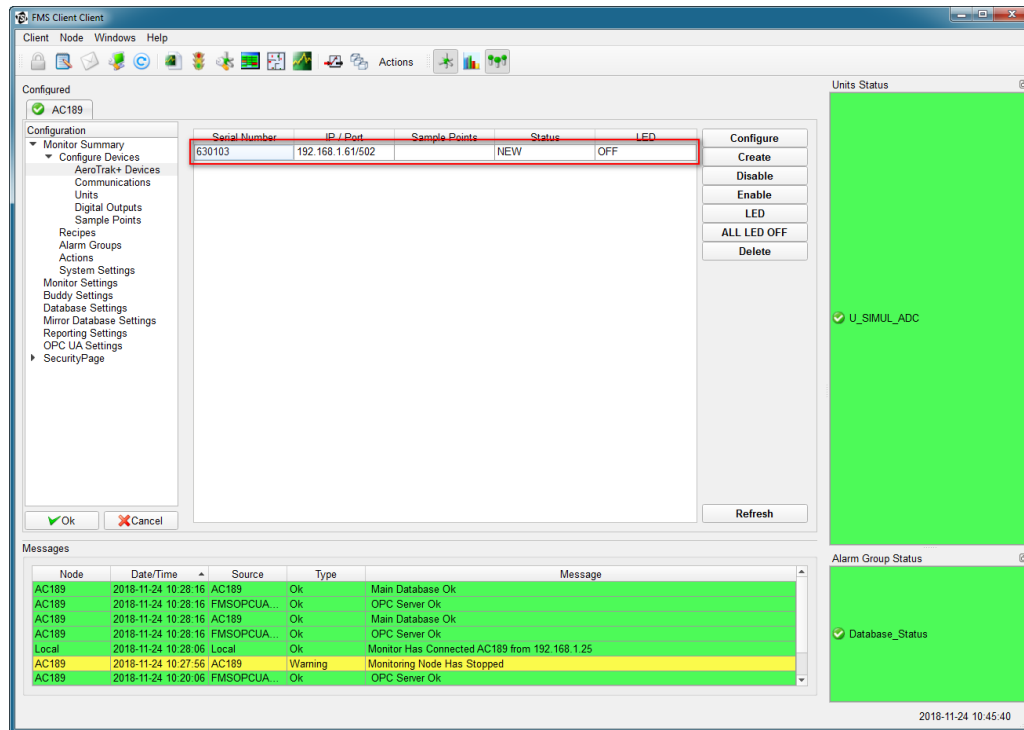 FMS Client Client
Client Node Windows Help
Actions
Configured
AC189
Configuration
Monitor Summary
Configure Devices
AeroTrak+ Devices
Communications
Units
Digital Outputs
Sample Points
Recipes
Alarm Groups
Actions
System Settings
Monitor Settings
Buddy Settings
Database Settings
Mirror Database Settings
Reporting Settings
OPC UA Settings
SecurityPage
Ok Cancel
Serial Number IP / Port Sample Points Status LED
630103 192.168.1.61/502 NEW OFF
Configure
Create
Disable
Enable
LED
ALL LED OFF
Delete
Refresh
Messages
Node Date/Time Source Type Message
AC189 2018-11-24 10:28:16 AC189 Ok Main Database Ok
AC189 2018-11-24 10:28:16 FMSOPCUA... Ok OPC Server Ok
AC189 2018-11-24 10:28:16 AC189 Ok Main Database Ok
AC189 2018-11-24 10:28:16 FMSOPCUA... Ok OPC Server Ok
Local 2018-11-24 10:28:06 Local Ok Monitor Has Connected AC189 from 192.168.1.25
AC189 2018-11-24 10:27:56 AC189 Warning Monitoring Node Has Stopped
AC189 2018-11-24 10:20:06 FMSOPCUA... Ok OPC Server Ok
Units Status
U_SIMUL_ADC
Alarm Group Status
Database_Status
2018-11-24 10:45:40